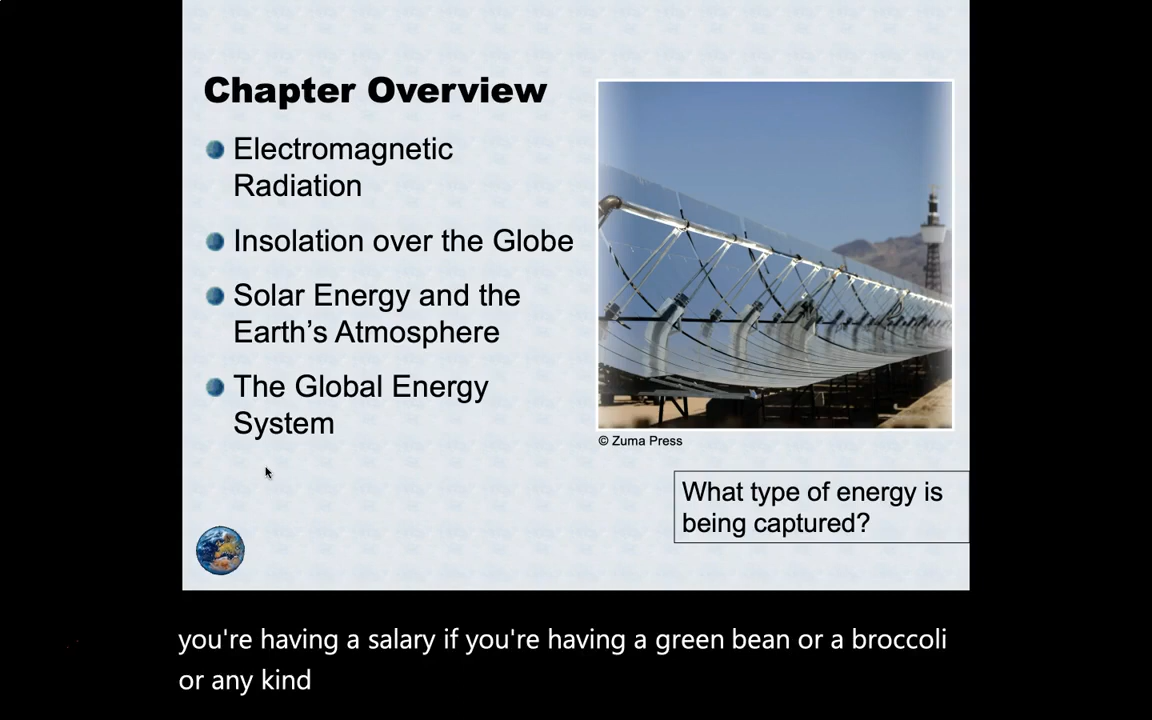 Chapter Overview
Electromagnetic
Radiation
Insolation over the Globe
Solar Energy and the
Earth's Atmosphere
The Global Energy
System
© Zuma Press
What type of energy is
being captured?
you're having a salary if you're having a green bean or a broccoli
or any kind